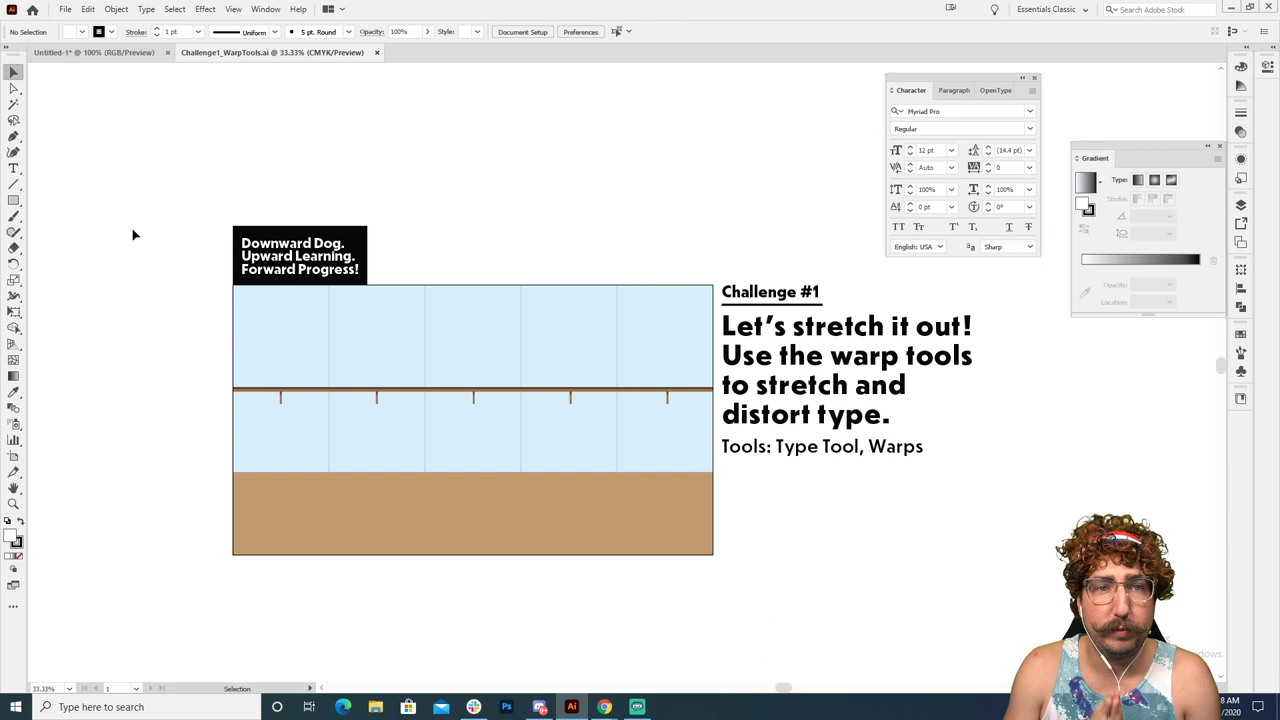 File Edit Object Type Select Effect View Window Help
Essentials Classic
Search Adobe Stock
No Selection
Stroke: 1 pt
Uniform
5 pt. Round
Opacity: 100%
Style:
Document Setup
Preferences
Untitled-1* @ 100% (RGB/Preview)
Challenge1_WarpTools.ai @ 33.33% (CMYK/Preview)
Character Paragraph OpenType
Myriad Pro
Regular
12 pt (14.4 pt)
Auto 0
100% 100%
0 pt 0°
English: USA
Sharp
Gradient
Type:
Stroke:
Opacity:
Location:
Downward Dog.
Upward Learning.
Forward Progress!
Challenge #1
Let's stretch it out!
Use the warp tools
to stretch and
distort type.
Tools: Type Tool, Warps
33.33% 1 Selection
Type here to search